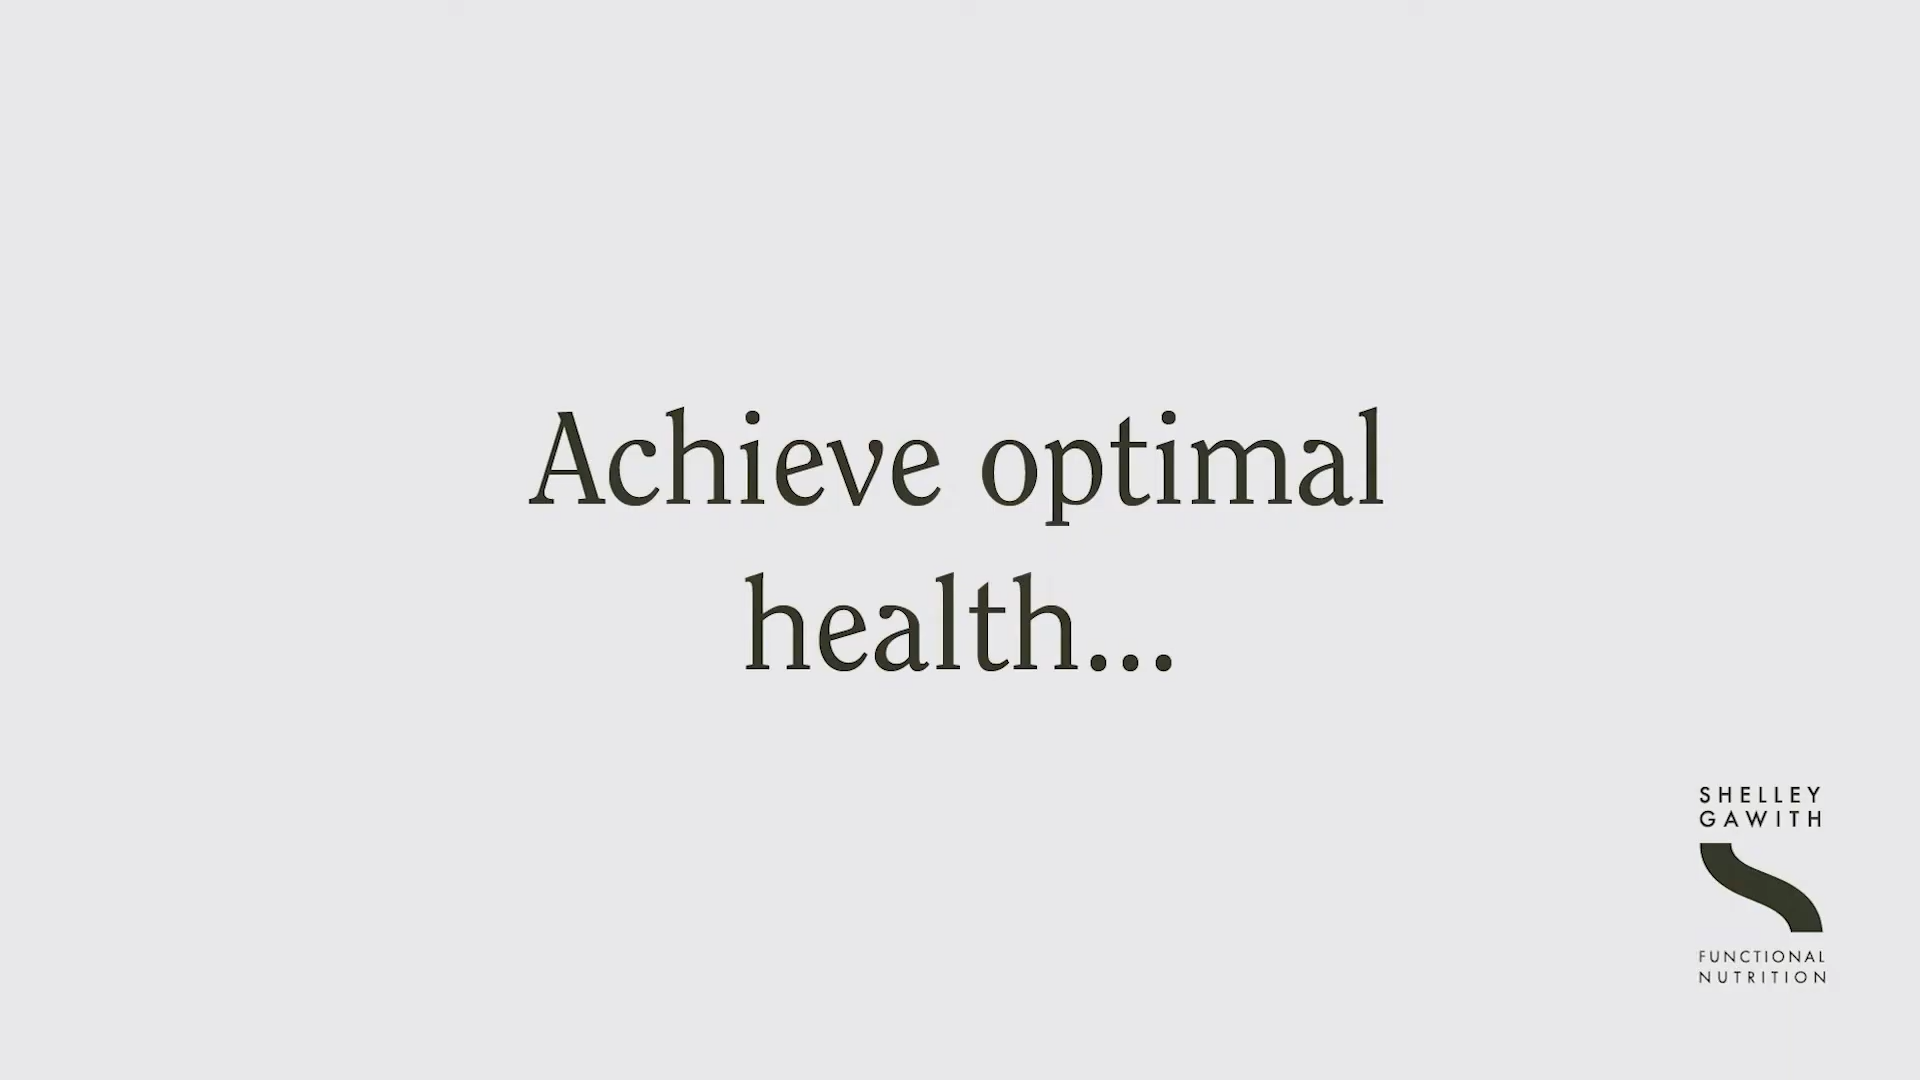 Achieve optimal
health...
SHELLEY
GAWITH
FUNCTIONAL
NUTRITION